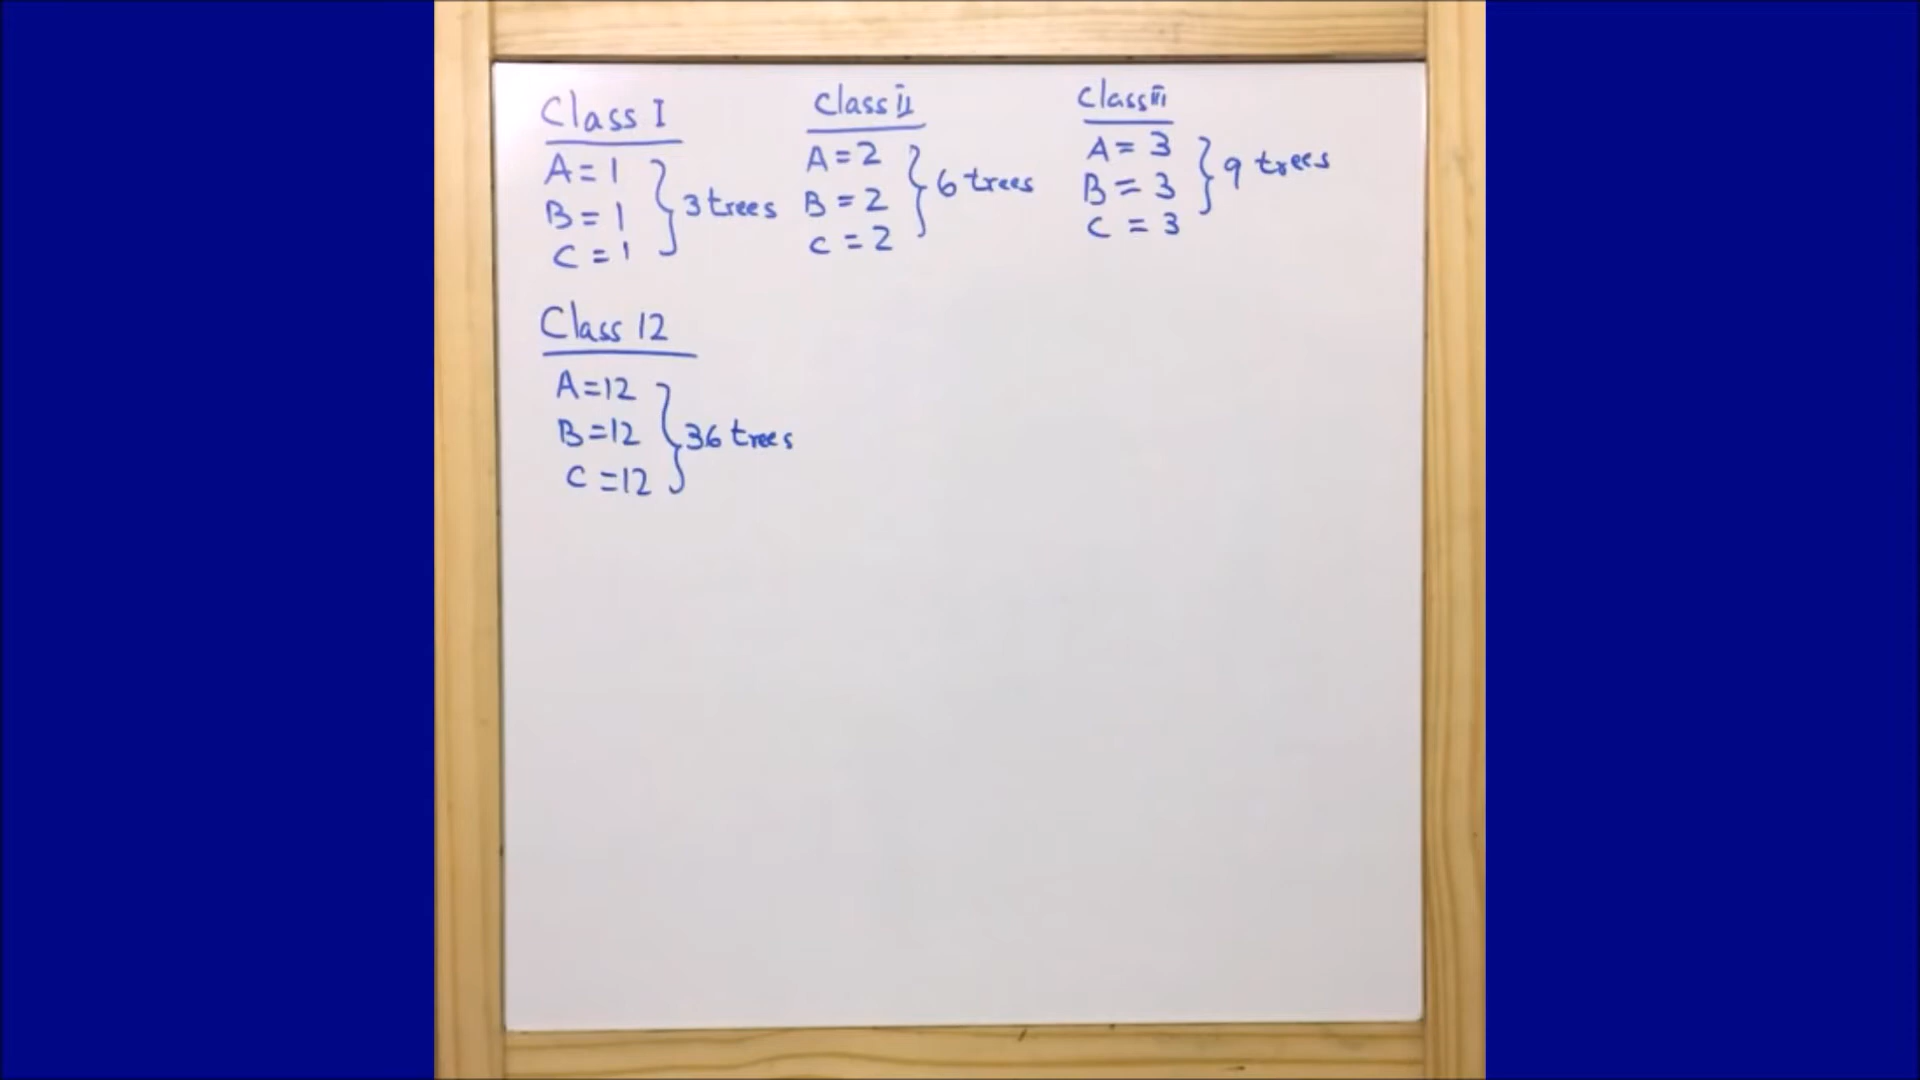 Class I
A = 1
B = 1
C = 1
3 trees
Class II
A = 2
B = 2
C = 2
6 trees
Class III
A = 3
B = 3
C = 3
9 trees
Class 12
A = 12
B = 12
C = 12
36 trees